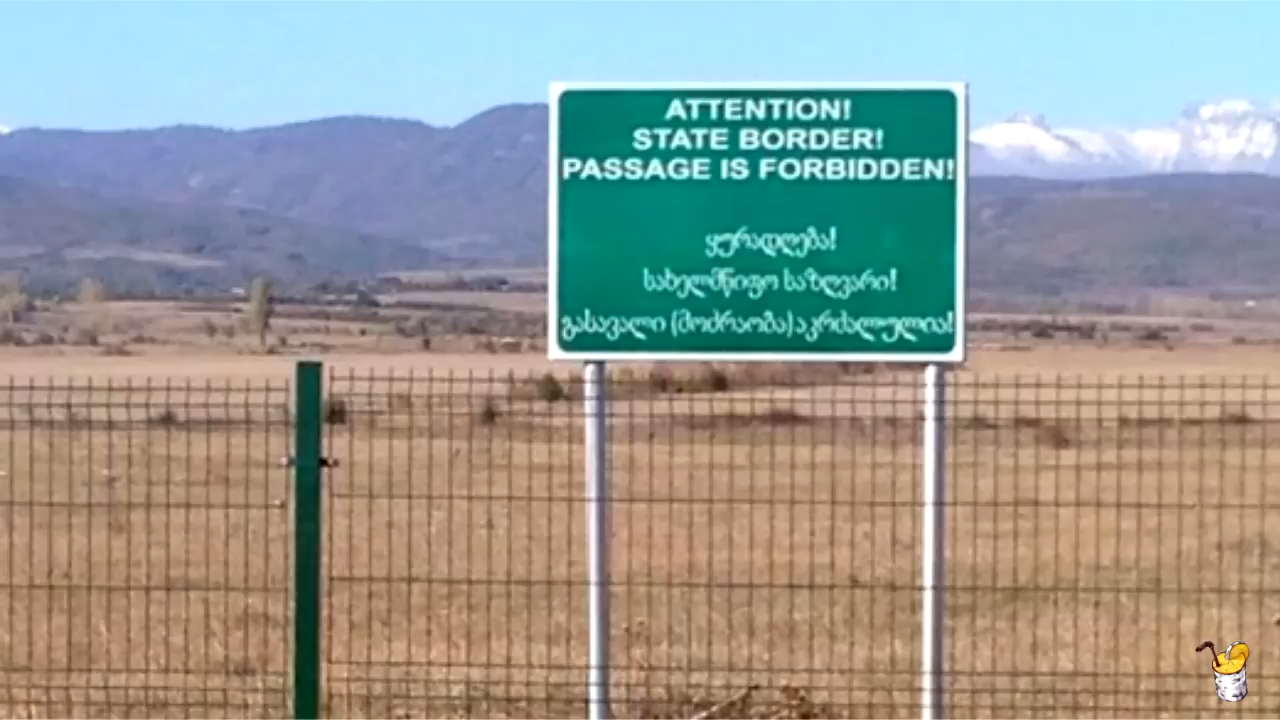 ATTENTION!
STATE BORDER!
PASSAGE IS FORBIDDEN!
ყურადღება!
სახელმწიფო საზღვარი!
გასავალი (მოძრაობა) აკრძალულია!